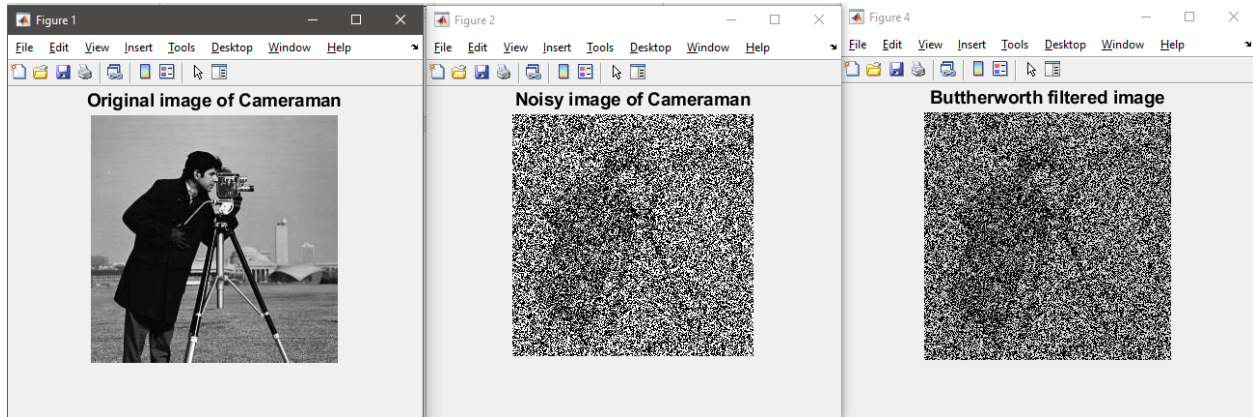 Figure 1
File Edit View Insert Tools Desktop Window Help
Original image of Cameraman
Figure 2
File Edit View Insert Tools Desktop Window Help
Noisy image of Cameraman
Figure 4
File Edit View Insert Tools Desktop Window Help
Buttherworth filtered image